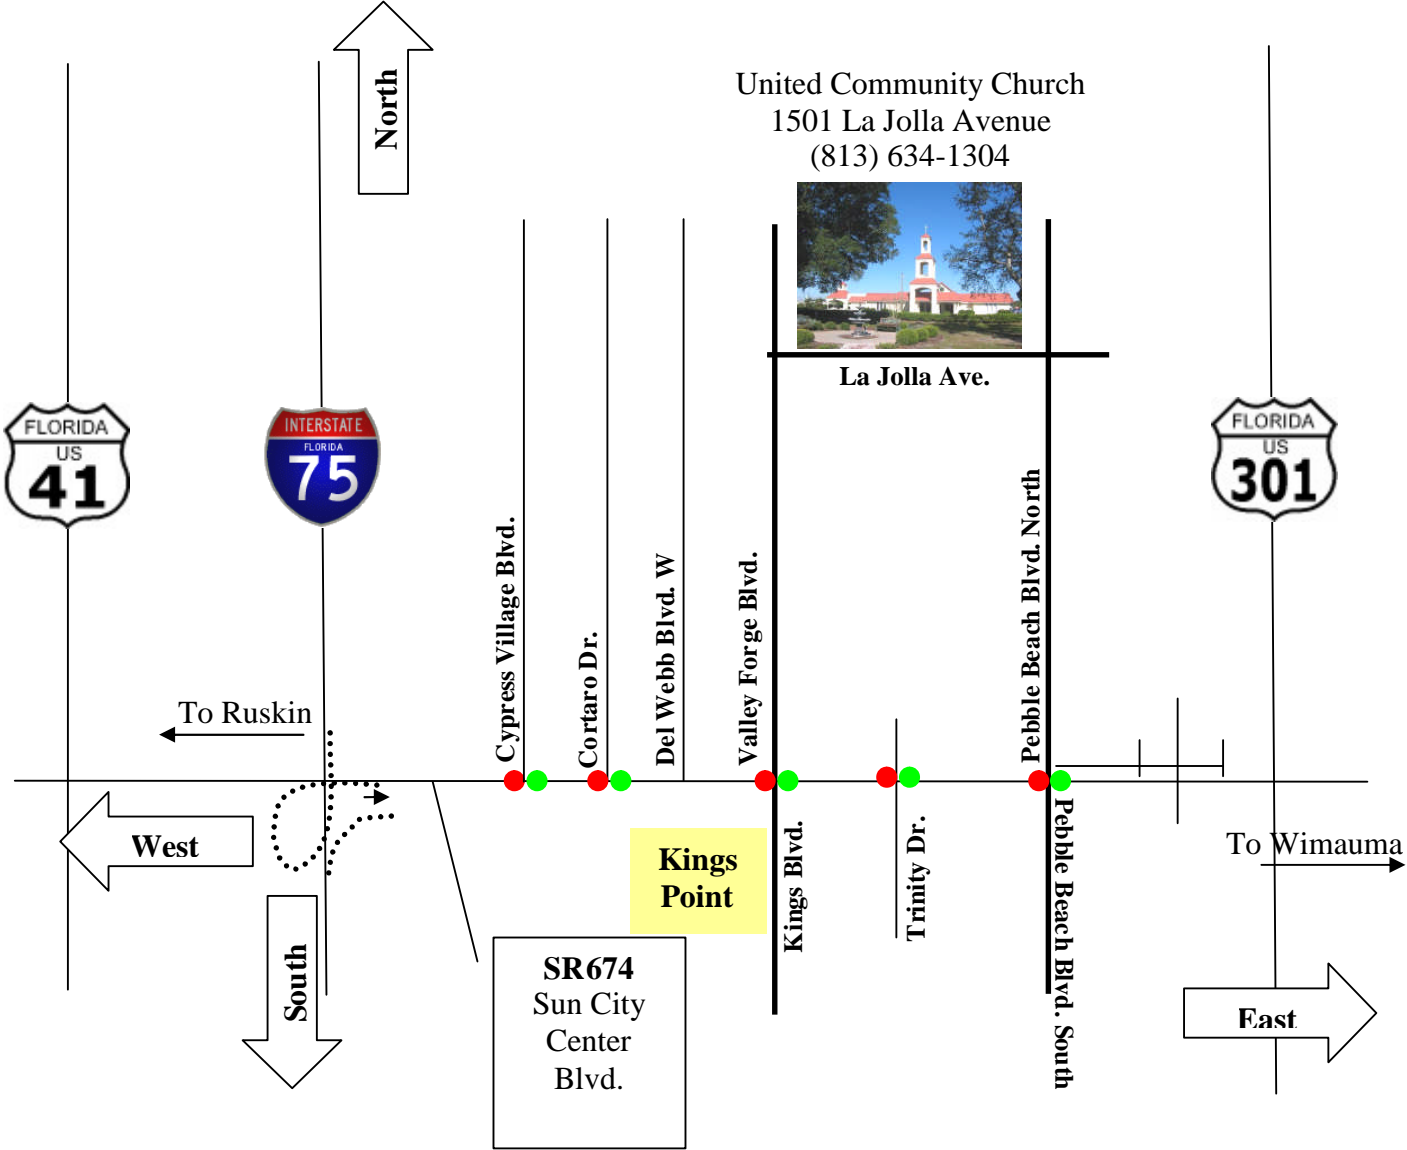 North
United Community Church
1501 La Jolla Avenue
(813) 634-1304
La Jolla Ave.
FLORIDA
US
41
INTERSTATE
FLORIDA
75
FLORIDA
US
301
Cypress Village Blvd.
Cortaro Dr.
Del Webb Blvd. W
Valley Forge Blvd.
Pebble Beach Blvd. North
To Ruskin
West
Kings
Point
Kings Blvd.
Trinity Dr.
Pebble Beach Blvd. South
To Wimauma
South
SR674
Sun City
Center
Blvd.
East